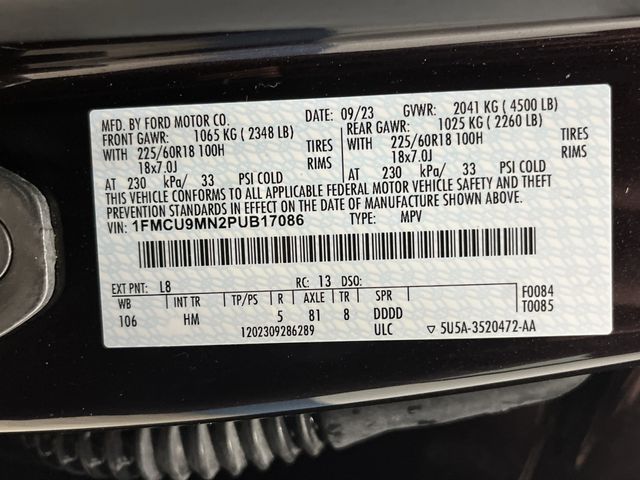 MFD. BY FORD MOTOR CO.
DATE: 09/23 GVWR: 2041 KG ( 4500 LB)
FRONT GAWR: 1065 KG ( 2348 LB) REAR GAWR: 1025 KG ( 2260 LB)
WITH 225/60R18 100H TIRES WITH 225/60R18 100H TIRES
18x7.0J RIMS 18x7.0J RIMS
AT 230 kPa/ 33 PSI COLD AT 230 kPa/ 33 PSI COLD
THIS VEHICLE CONFORMS TO ALL APPLICABLE FEDERAL MOTOR VEHICLE SAFETY AND THEFT
PREVENTION STANDARDS IN EFFECT ON THE DATE OF MANUFACTURE SHOWN ABOVE.
VIN: 1FMCU9MN2PUB17086 TYPE: MPV
EXT PNT: L8 RC: 13 DSO:
WB INT TR TP/PS R AXLE TR SPR F0084
106 HM 5 81 8 DDDD T0085
1202309286289 ULC ▽ 5U5A-3520472-AA